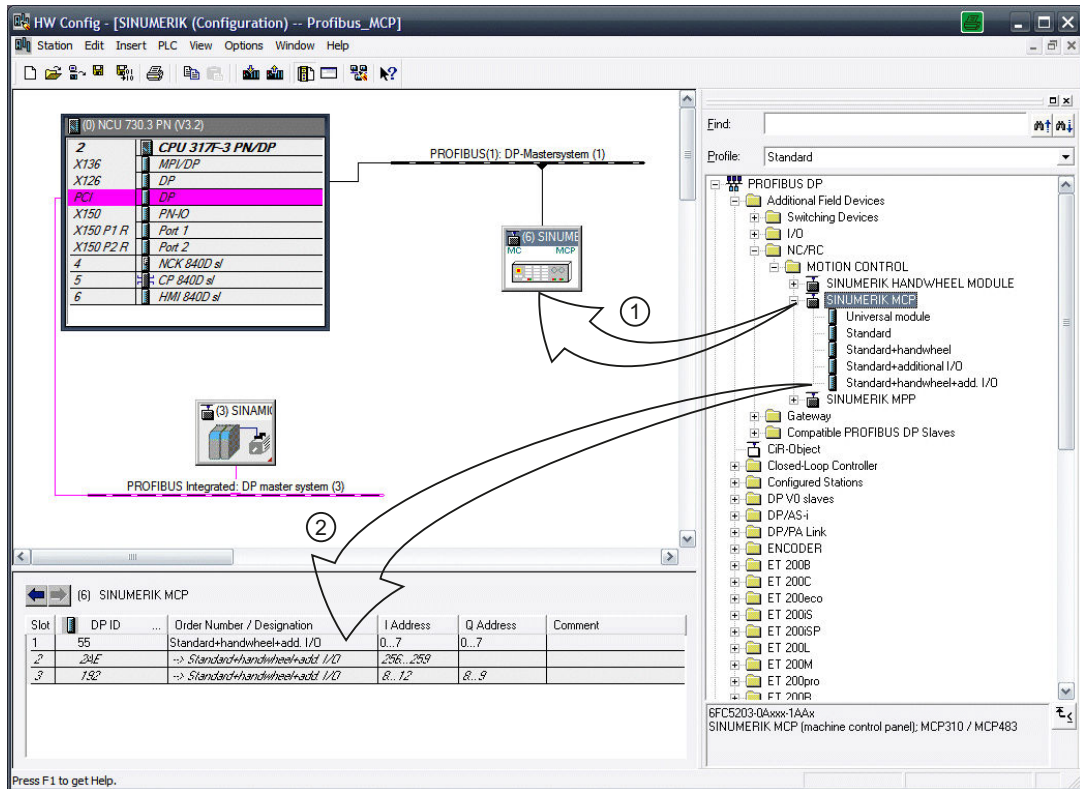 HW Config - [SINUMERIK (Configuration) -- Profibus_MCP]
Station Edit Insert PLC View Options Window Help
(0) NCU 730.3 PN (V3.2)
2 CPU 317F-3 PN/DP
X136 MPI/DP
X126 DP
PCI DP
X150 PN-IO
X150 P1 R Port 1
X150 P2 R Port 2
4 NCK 840D sl
5 CP 840D sl
6 HMI 840D sl
PROFIBUS(1): DP-Mastersystem (1)
(6) SINUME
MC MCP
1
(3) SINAMIC
PROFIBUS Integrated: DP master system (3)
2
(6) SINUMERIK MCP
Slot DP ID ... Order Number / Designation I Address Q Address Comment
1 55 Standard+handwheel+add. I/O 0...7 0...7
2 2AE --> Standard+handwheel+add. I/O 256...259
3 192 --> Standard+handwheel+add. I/O 8...12 8...9
Find:
Profile: Standard
PROFIBUS DP
Additional Field Devices
Switching Devices
I/O
NC/RC
MOTION CONTROL
SINUMERIK HANDWHEEL MODULE
SINUMERIK MCP
Universal module
Standard
Standard+handwheel
Standard+additional I/O
Standard+handwheel+add. I/O
SINUMERIK MPP
Gateway
Compatible PROFIBUS DP Slaves
CiR-Object
Closed-Loop Controller
Configured Stations
DP V0 slaves
DP/AS-i
DP/PA Link
ENCODER
ET 200B
ET 200C
ET 200eco
ET 200iS
ET 200iSP
ET 200L
ET 200M
ET 200pro
ET 200R
6FC5203-0Axxx-1AAx
SINUMERIK MCP (machine control panel); MCP310 / MCP483
Press F1 to get Help.